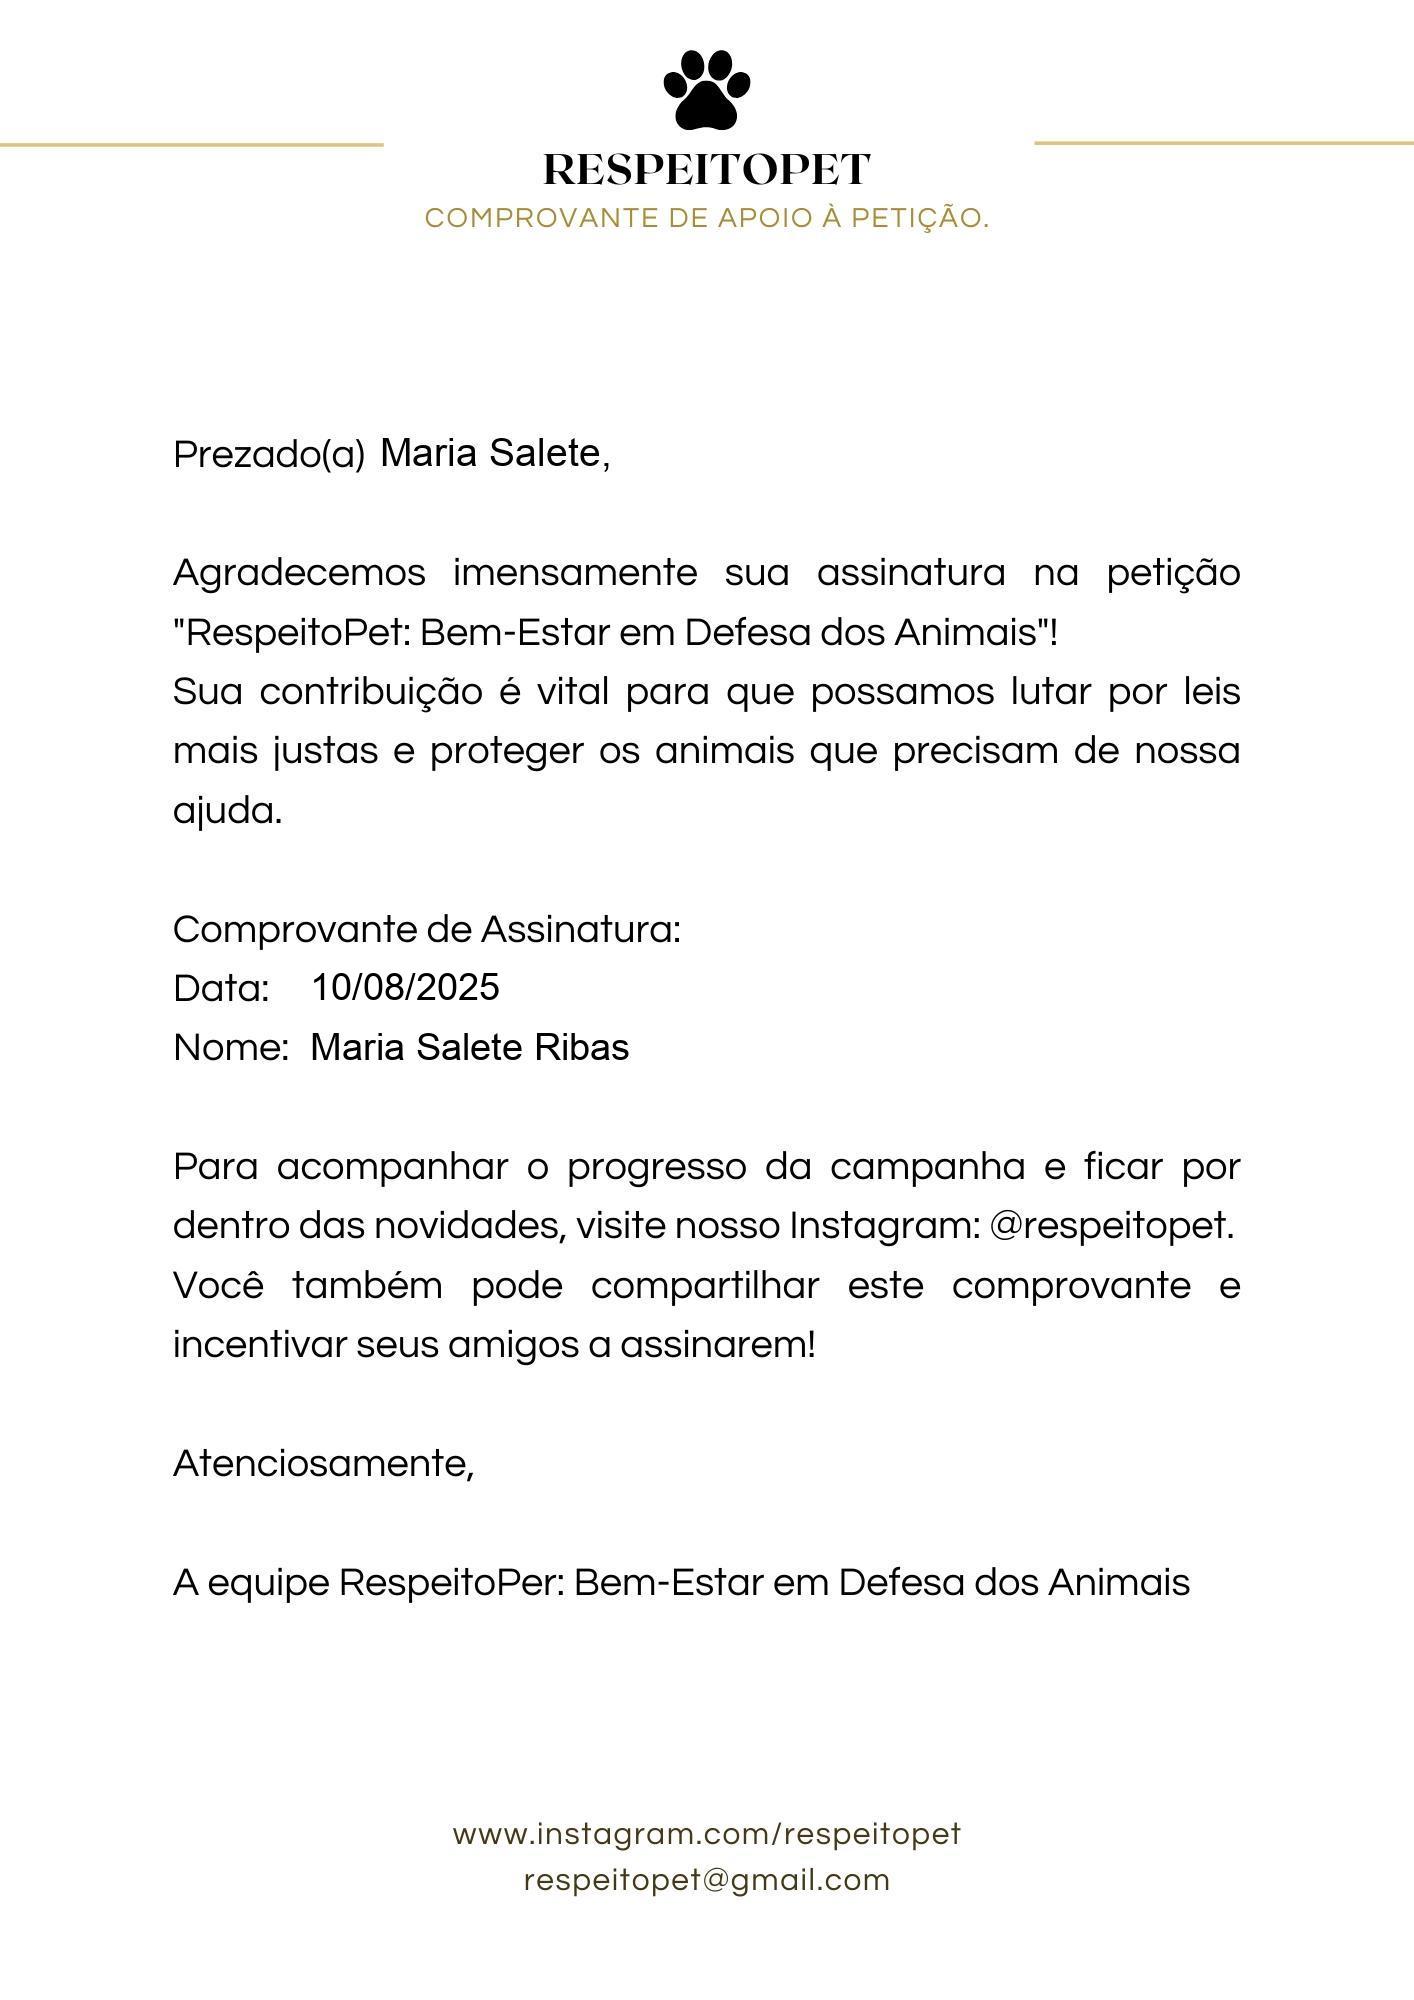 RESPEITOPET
COMPROVANTE DE APOIO À PETIÇÃO.
Prezado(a) Maria Salete,
Agradecemos imensamente sua assinatura na petição
"RespeitoPet: Bem-Estar em Defesa dos Animais"!
Sua contribuição é vital para que possamos lutar por leis
mais justas e proteger os animais que precisam de nossa
ajuda.
Comprovante de Assinatura:
Data: 10/08/2025
Nome: Maria Salete Ribas
Para acompanhar o progresso da campanha e ficar por
dentro das novidades, visite nosso Instagram: @respeitopet.
Você também pode compartilhar este comprovante e
incentivar seus amigos a assinarem!
Atenciosamente,
A equipe RespeitoPer: Bem-Estar em Defesa dos Animais
www.instagram.com/respeitopet
respeitopet@gmail.com